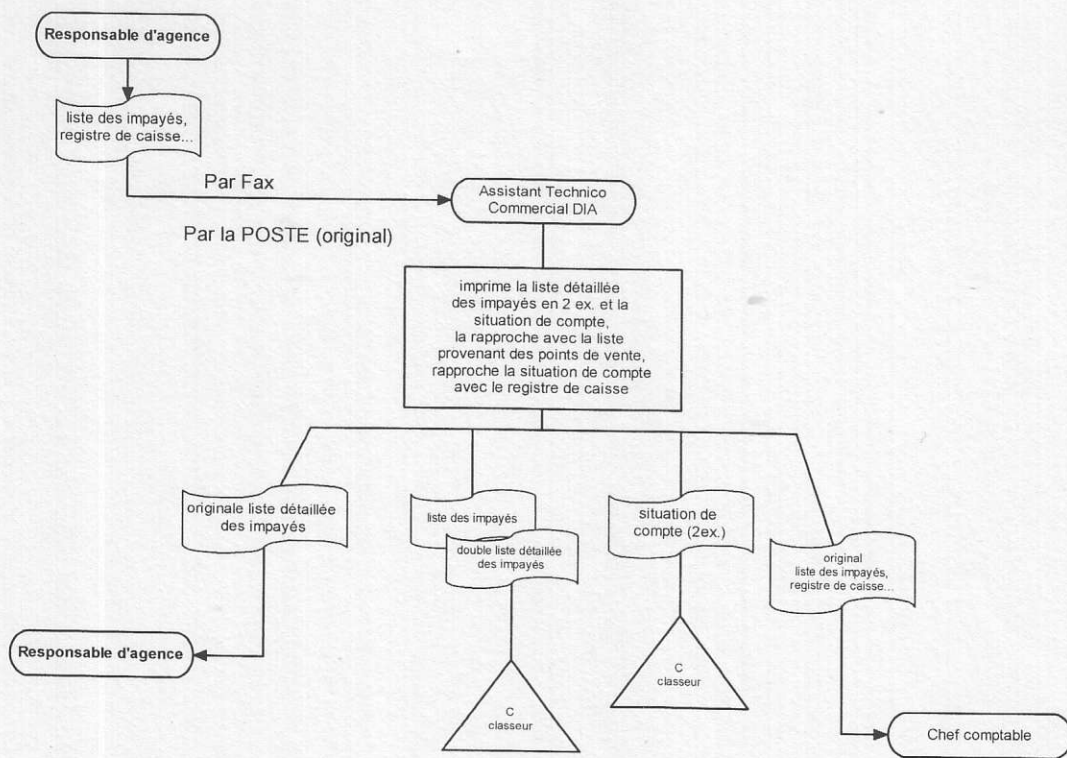 Responsable d'agence
liste des impayés,
registre de caisse...
Par Fax
Assistant Technico
Commercial DIA
Par la POSTE (original)
imprime la liste détaillée
des impayés en 2 ex. et la
situation de compte,
la rapproche avec la liste
provenant des points de vente,
rapproche la situation de compte
avec le registre de caisse
originale liste détaillée
des impayés
liste des impayés
double liste détaillée
des impayés
situation de
compte (2ex.)
original
liste des impayés,
registre de caisse...
Responsable d'agence
C
classeur
C
classeur
Chef comptable